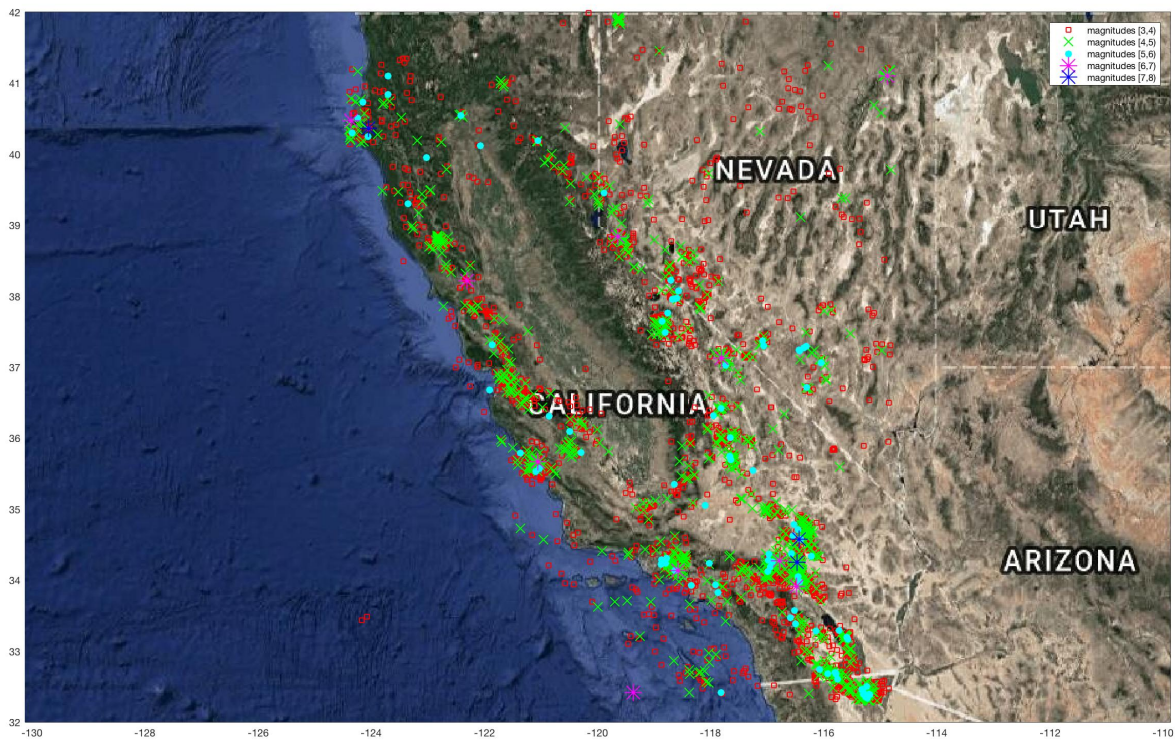 42
41
40
39
38
37
36
35
34
33
32
-130
-128
-126
-124
-122
-120
-118
-116
-114
-112
-110
magnitudes [3,4)
magnitudes [4,5)
magnitudes [5,6)
magnitudes [6,7)
magnitudes [7,8)
NEVADA
UTAH
CALIFORNIA
ARIZONA